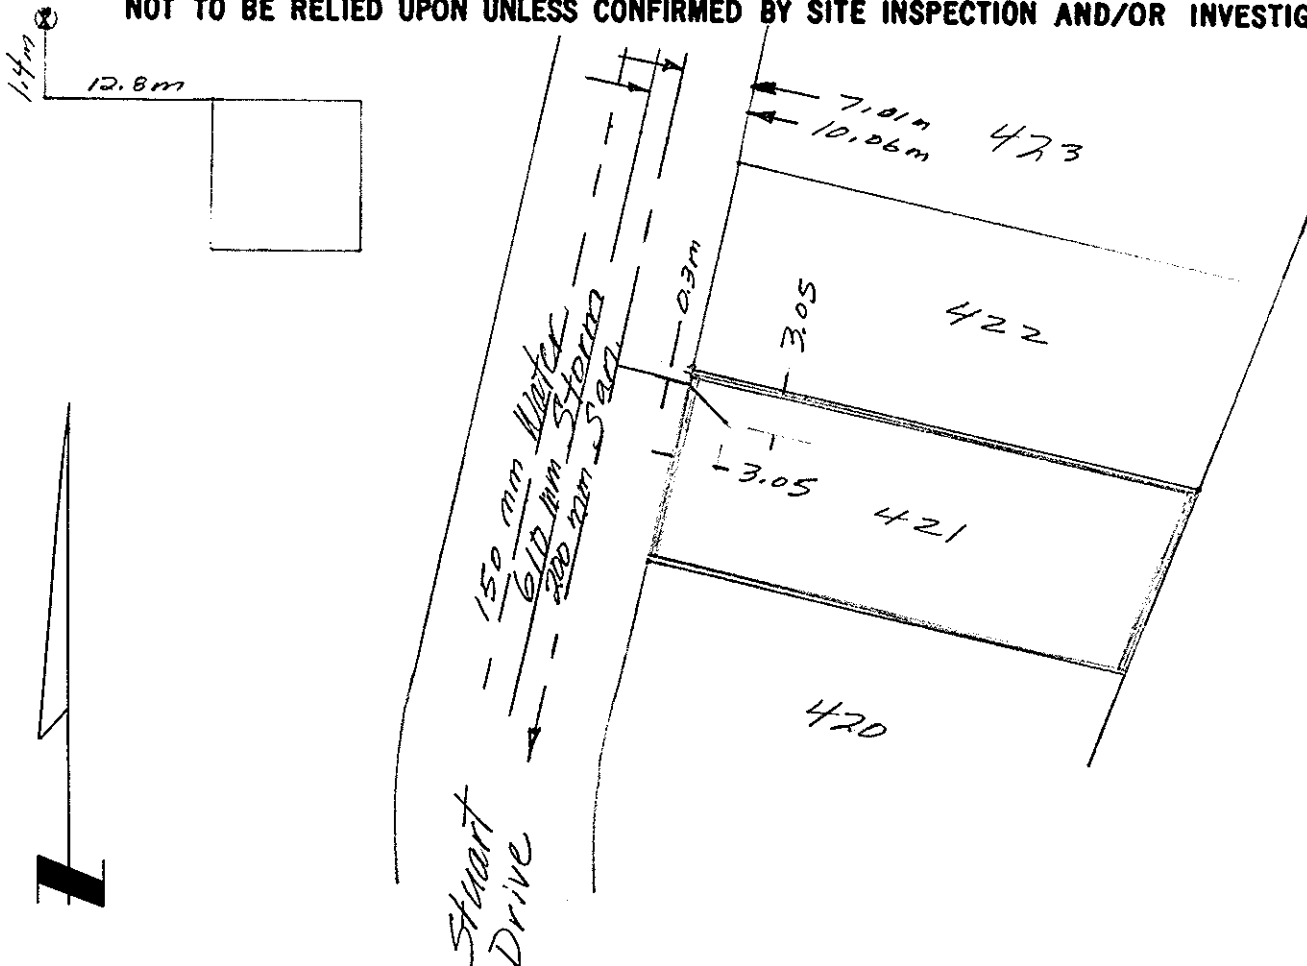 NOT TO BE RELIED UPON UNLESS CONFIRMED BY SITE INSPECTION AND/OR INVESTIG
1.4m
12.8m
7.01m
10.06m
423
0.3m
3.05
422
150 mm Water
610 mm Storm
200 mm San.
3.05
421
420
Stuart
Drive